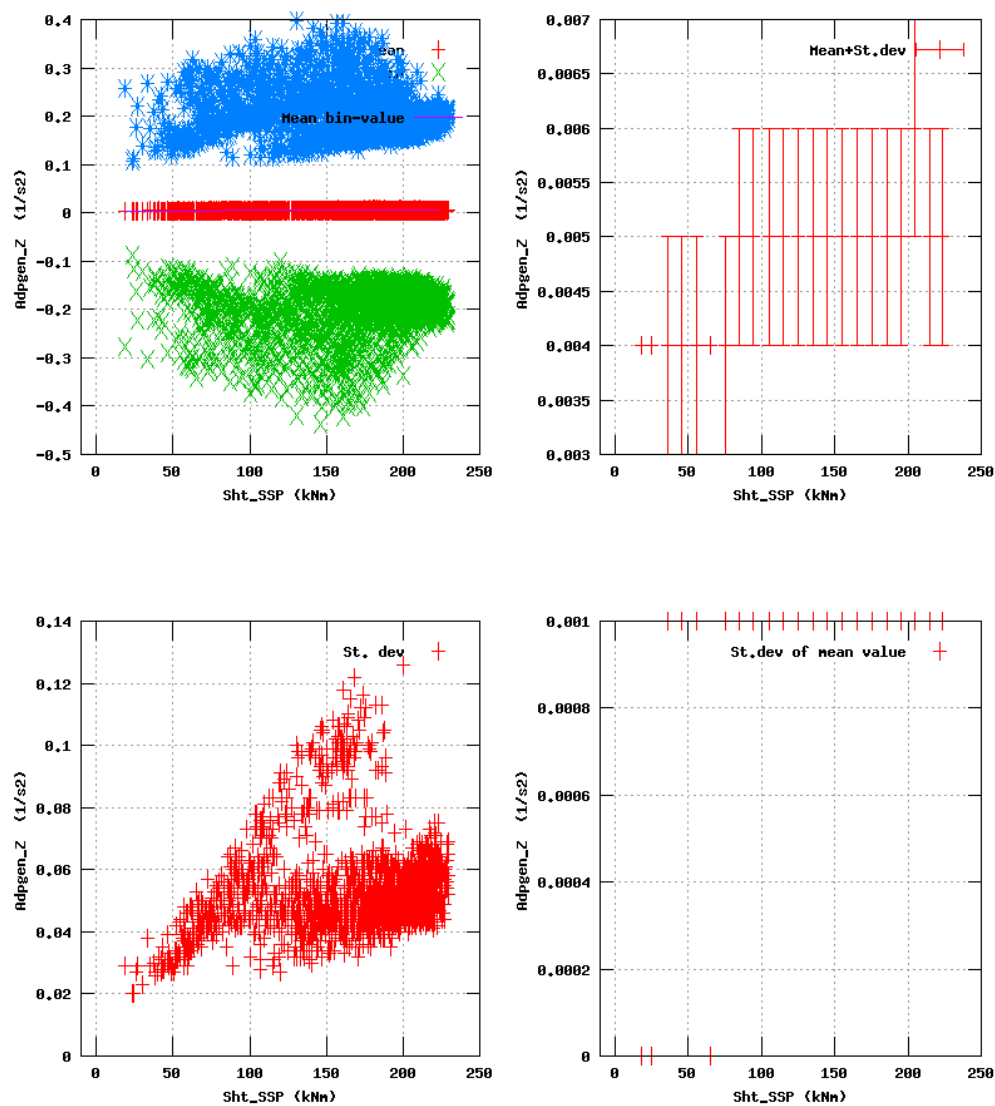 0.4
0.3
0.2
0.1
0
-0.1
-0.2
-0.3
-0.4
-0.5
Adpgen_Z (1/s2)
Mean bin-value
0 50 100 150 200 250
Sht_SSP (kNm)
0.007
0.0065
0.006
0.0055
0.005
0.0045
0.004
0.0035
0.003
Adpgen_Z (1/s2)
Mean+St.dev
0 50 100 150 200 250
Sht_SSP (kNm)
0.14
0.12
0.1
0.08
0.06
0.04
0.02
0
Adpgen_Z (1/s2)
St. dev
0 50 100 150 200 250
Sht_SSP (kNm)
0.001
0.0008
0.0006
0.0004
0.0002
0
Adpgen_Z (1/s2)
St.dev of mean value
0 50 100 150 200 250
Sht_SSP (kNm)